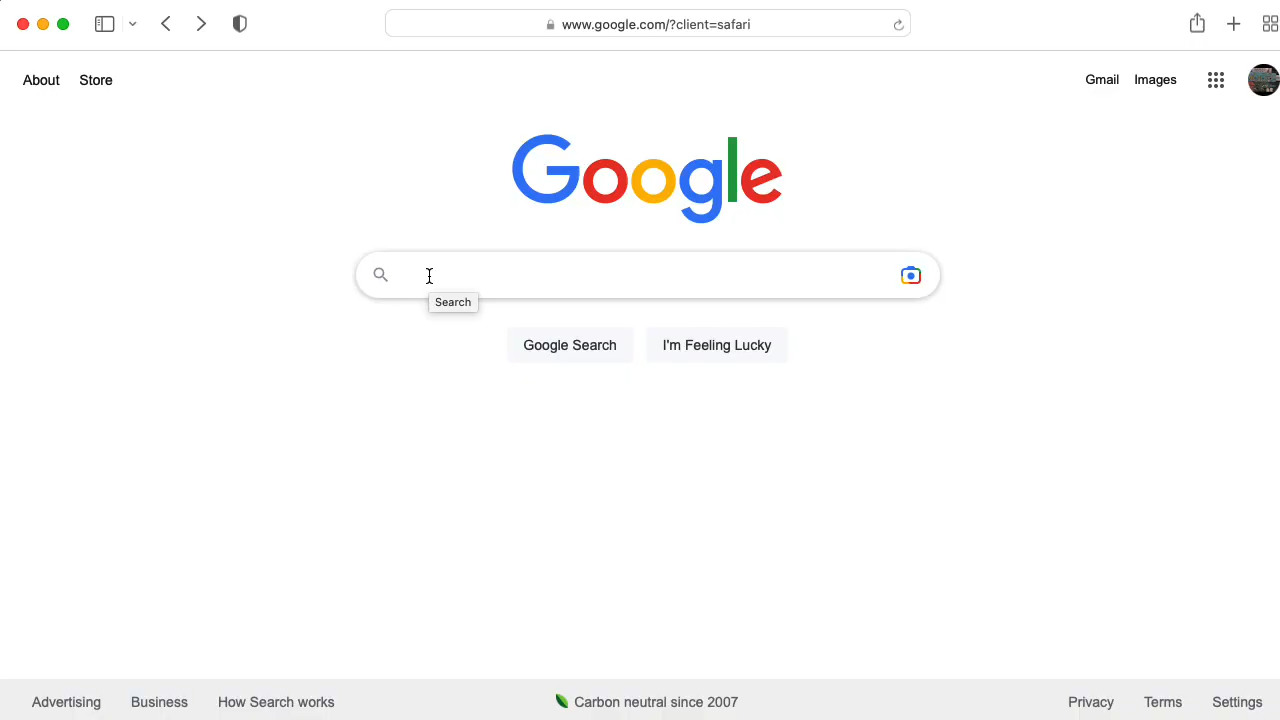 www.google.com/?client=safari
About Store Gmail Images
Google
Search
Google Search I'm Feeling Lucky
Advertising Business How Search works Carbon neutral since 2007 Privacy Terms Settings